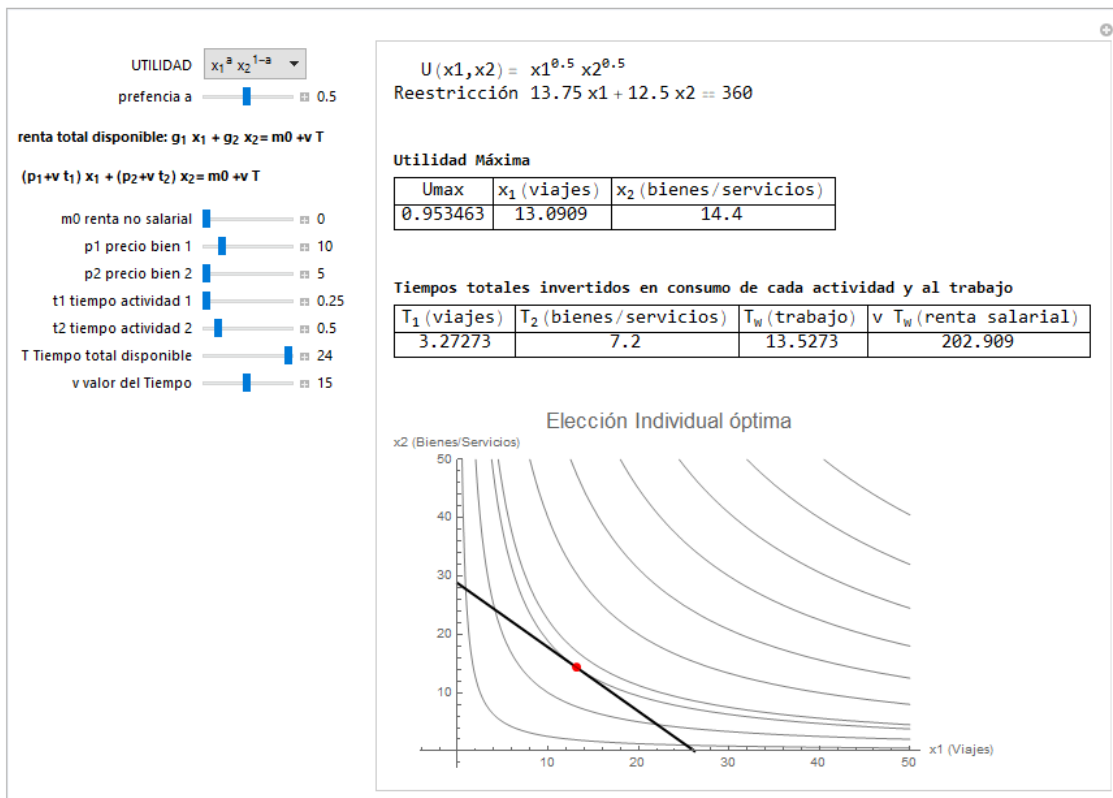 UTILIDAD x₁ᵃ x₂¹⁻ᵃ
prefencia a 0.5
renta total disponible: g₁ x₁ + g₂ x₂= m0 +v T
(p₁+v t₁) x₁ + (p₂+v t₂) x₂= m0 +v T
m0 renta no salarial 0
p1 precio bien 1 10
p2 precio bien 2 5
t1 tiempo actividad 1 0.25
t2 tiempo actividad 2 0.5
T Tiempo total disponible 24
v valor del Tiempo 15
U(x1,x2) = x1⁰·⁵ x2⁰·⁵
Reestricción 13.75 x1 + 12.5 x2 == 360
Utilidad Máxima
Umax x₁(viajes) x₂(bienes/servicios)
0.953463 13.0909 14.4
Tiempos totales invertidos en consumo de cada actividad y al trabajo
T₁(viajes) T₂(bienes/servicios) T_w(trabajo) v T_w(renta salarial)
3.27273 7.2 13.5273 202.909
Elección Individual óptima
x2 (Bienes/Servicios)
50
40
30
20
10
10 20 30 40 50 x1 (Viajes)